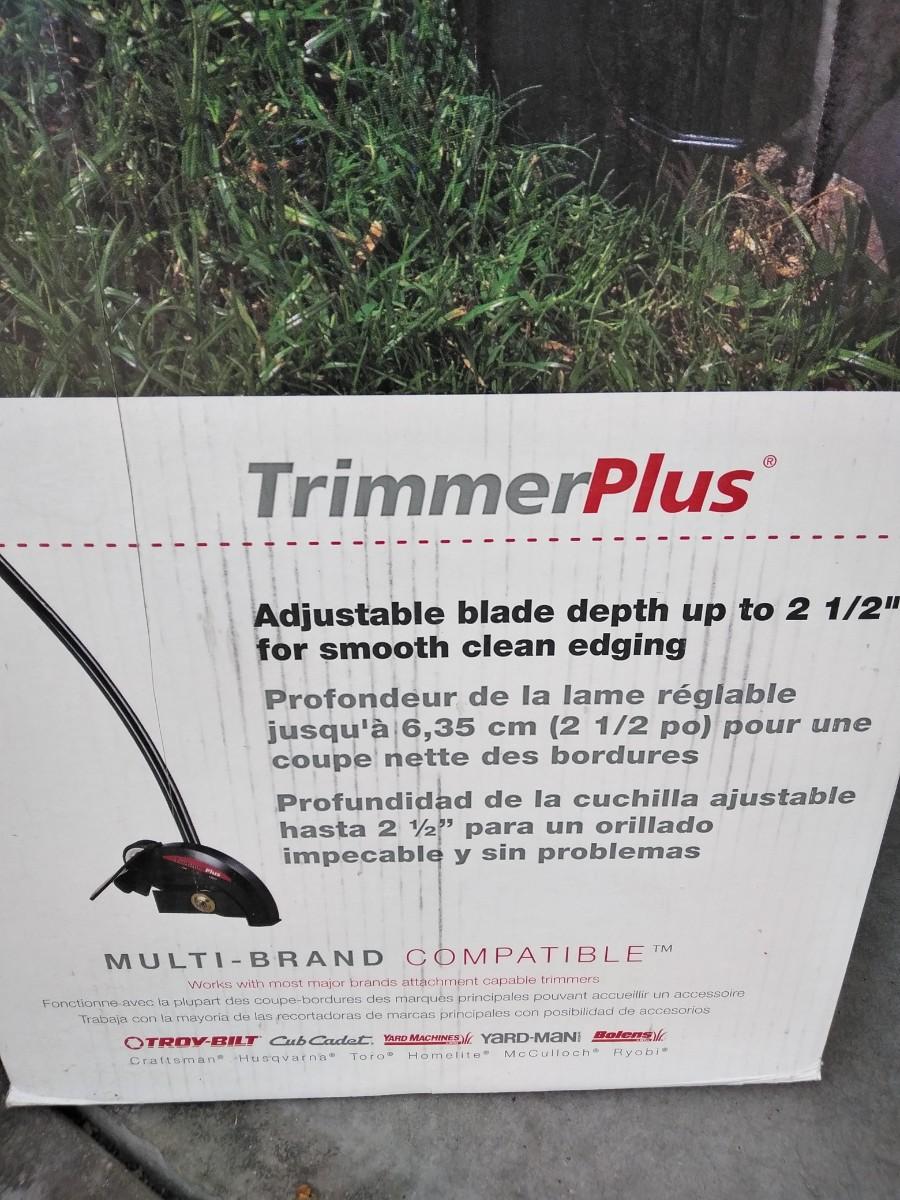 TrimmerPlus®
Adjustable blade depth up to 2 1/2"
for smooth clean edging
Profondeur de la lame réglable
jusqu'à 6,35 cm (2 1/2 po) pour une
coupe nette des bordures
Profundidad de la cuchilla ajustable
hasta 2 ½” para un orillado
impecable y sin problemas
Plus
MULTI-BRAND COMPATIBLE™
Works with most major brands attachment capable trimmers
Fonctionne avec la plupart des coupe-bordures des marques principales pouvant accueillir un accessoire
Trabaja con la mayoría de las recortadoras de marcas principales con posibilidad de accesorios
TROY-BILT Cub Cadet. YARD MACHINES YARD-MAN Bolens
Craftsman® Husqvarna® Toro® Homelite® McCulloch® Ryobi®